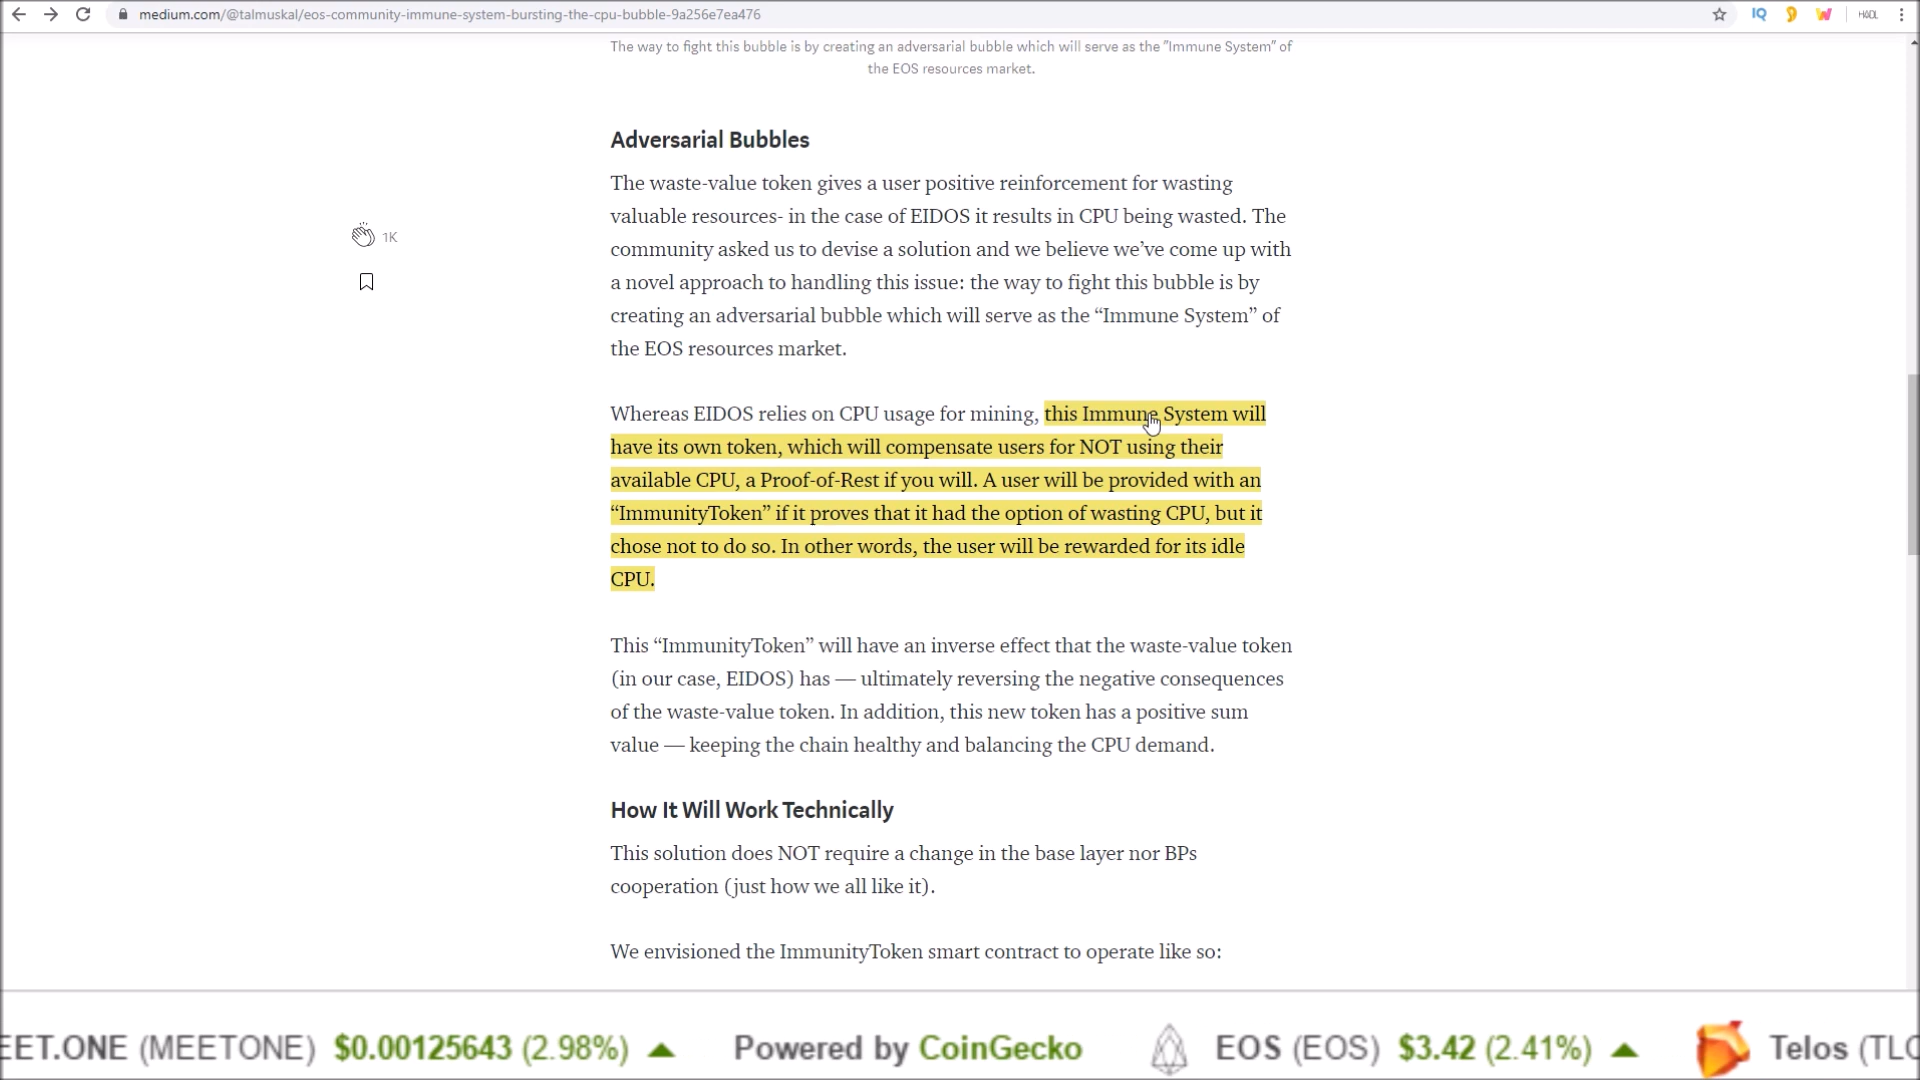 medium.com/@talmuskal/eos-community-immune-system-bursting-the-cpu-bubble-9a256e7ea476
IQ
HODL
The way to fight this bubble is by creating an adversarial bubble which will serve as the "Immune System" of
the EOS resources market.
Adversarial Bubbles
The waste-value token gives a user positive reinforcement for wasting
valuable resources- in the case of EIDOS it results in CPU being wasted. The
community asked us to devise a solution and we believe we’ve come up with
a novel approach to handling this issue: the way to fight this bubble is by
creating an adversarial bubble which will serve as the “Immune System” of
the EOS resources market.
1K
Whereas EIDOS relies on CPU usage for mining, this Immune System will
have its own token, which will compensate users for NOT using their
available CPU, a Proof-of-Rest if you will. A user will be provided with an
“ImmunityToken” if it proves that it had the option of wasting CPU, but it
chose not to do so. In other words, the user will be rewarded for its idle
CPU.
This “ImmunityToken” will have an inverse effect that the waste-value token
(in our case, EIDOS) has — ultimately reversing the negative consequences
of the waste-value token. In addition, this new token has a positive sum
value — keeping the chain healthy and balancing the CPU demand.
How It Will Work Technically
This solution does NOT require a change in the base layer nor BPs
cooperation (just how we all like it).
We envisioned the ImmunityToken smart contract to operate like so:
EET.ONE (MEETONE) $0.00125643 (2.98%) Powered by CoinGecko EOS (EOS) $3.42 (2.41%) Telos (TLO